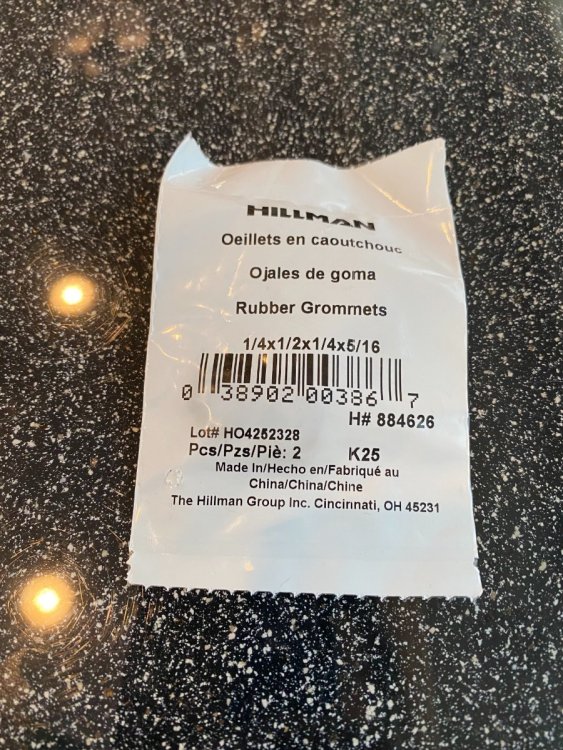 HILLMAN
Oeillets en caoutchouc
Ojales de goma
Rubber Grommets
1/4x1/2x1/4x5/16
0 38902 00386 7
H# 884626
Lot# HO4252328
Pcs/Pzs/Piè: 2 K25
Made In/Hecho en/Fabriqué au
China/China/Chine
The Hillman Group Inc. Cincinnati, OH 45231